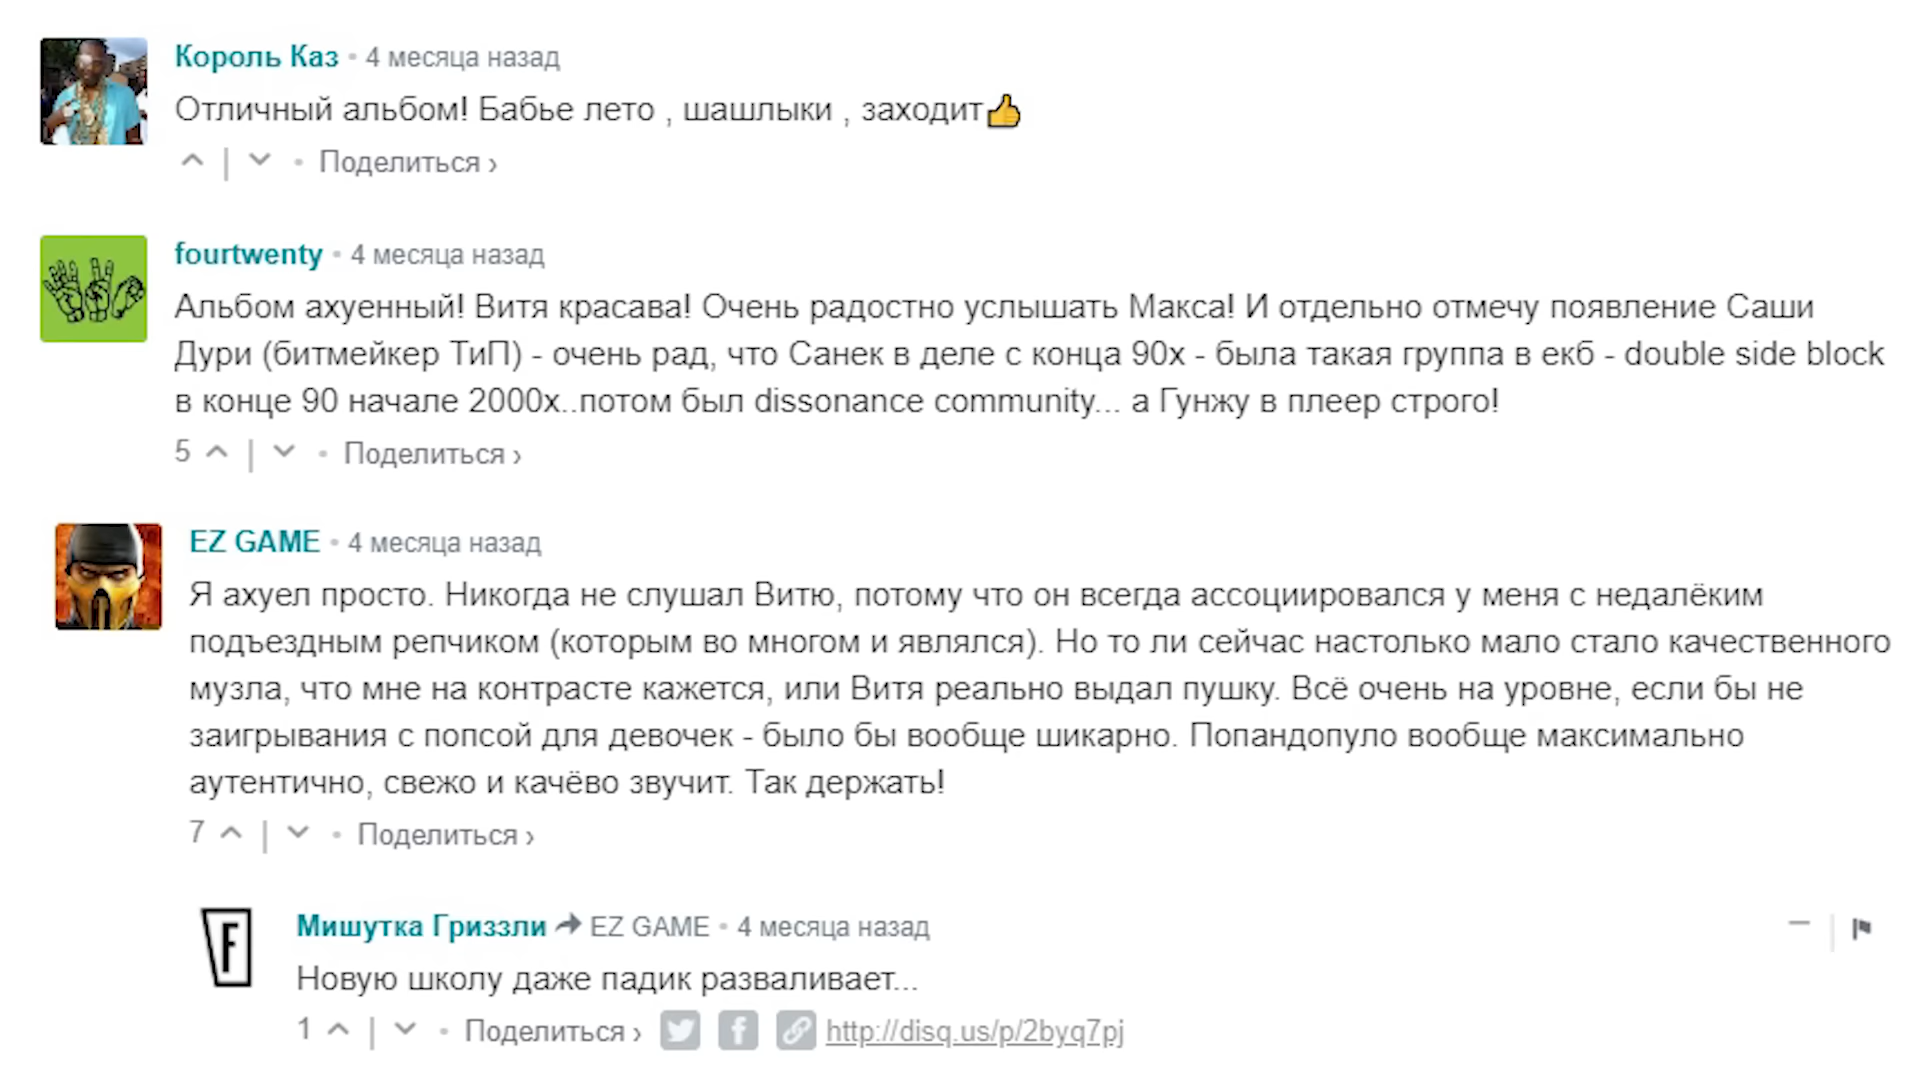 Король Каз • 4 месяца назад
Отличный альбом! Бабье лето , шашлыки , заходит👍
• Поделиться ›
fourtwenty • 4 месяца назад
Альбом ахуенный! Витя красава! Очень радостно услышать Макса! И отдельно отмечу появление Саши
Дури (битмейкер ТиП) - очень рад, что Санек в деле с конца 90х - была такая группа в екб - double side block
в конце 90 начале 2000х..потом был dissonance community... а Гунжу в плеер строго!
5 • Поделиться ›
EZ GAME • 4 месяца назад
Я ахуел просто. Никогда не слушал Витю, потому что он всегда ассоциировался у меня с недалёким
подъездным репчиком (которым во многом и являлся). Но то ли сейчас настолько мало стало качественного
музла, что мне на контрасте кажется, или Витя реально выдал пушку. Всё очень на уровне, если бы не
заигрывания с попсой для девочек - было бы вообще шикарно. Попандопуло вообще максимально
аутентично, свежо и качёво звучит. Так держать!
7 • Поделиться ›
F
Мишутка Гриззли EZ GAME • 4 месяца назад
Новую школу даже падик разваливает...
1 • Поделиться › http://disq.us/p/2byq7pj